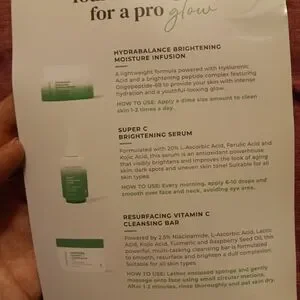 for a pro glow
HYDRABALANCE BRIGHTENING
MOISTURE INFUSION
A lightweight formula powered with Hyaluronic
Acid and a brightening peptide complex featuring
Oligopeptide-68 to provide your skin with intense
hydration and a youthful-looking glow.
HOW TO USE: Apply a dime size amount to clean
skin 1-2 times a day.
SUPER C
BRIGHTENING SERUM
Formulated with 20% L-Ascorbic Acid, Ferulic Acid and
Kojic Acid, this serum is an antioxidant powerhouse
that visibly brightens and improves the look of aging
skin, dark spots and uneven skin tone! Suitable for all
skin types.
HOW TO USE: Every morning, apply 6-10 drops and
smooth over face and neck, avoiding eye area.
RESURFACING VITAMIN C
CLEANSING BAR
Powered by 2.5% Niacinamide, L-Ascorbic Acid, Lactic
Acid, Kojic Acid, Turmeric and Raspberry Seed Oil, this
powerful, multi-tasking, cleansing bar is formulated
to smooth, resurface and brighten a dull complexion.
Suitable for all skin types.
HOW TO USE: Lather enclosed sponge and gently
massage onto face using small circular motions.
After 1-2 minutes, rinse thoroughly and pat skin dry.